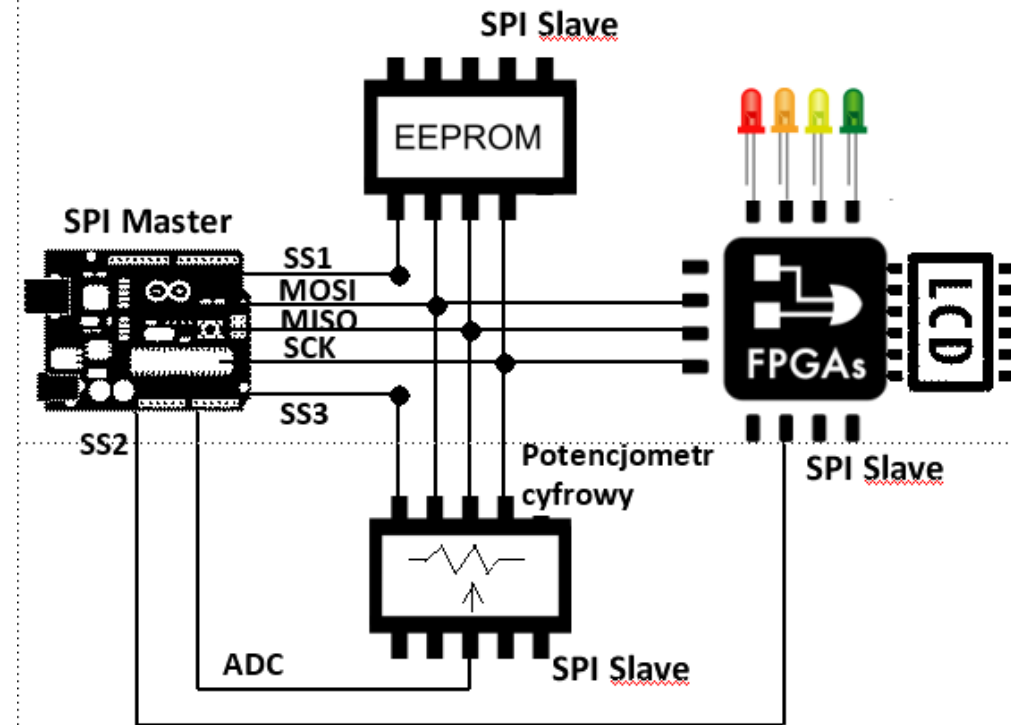 SPI Slave
EEPROM
SPI Master
SS1
MOSI
MISO
SCK
SS3
SS2
FPGAs
LCD
SPI Slave
Potencjometr
cyfrowy
ADC
SPI Slave